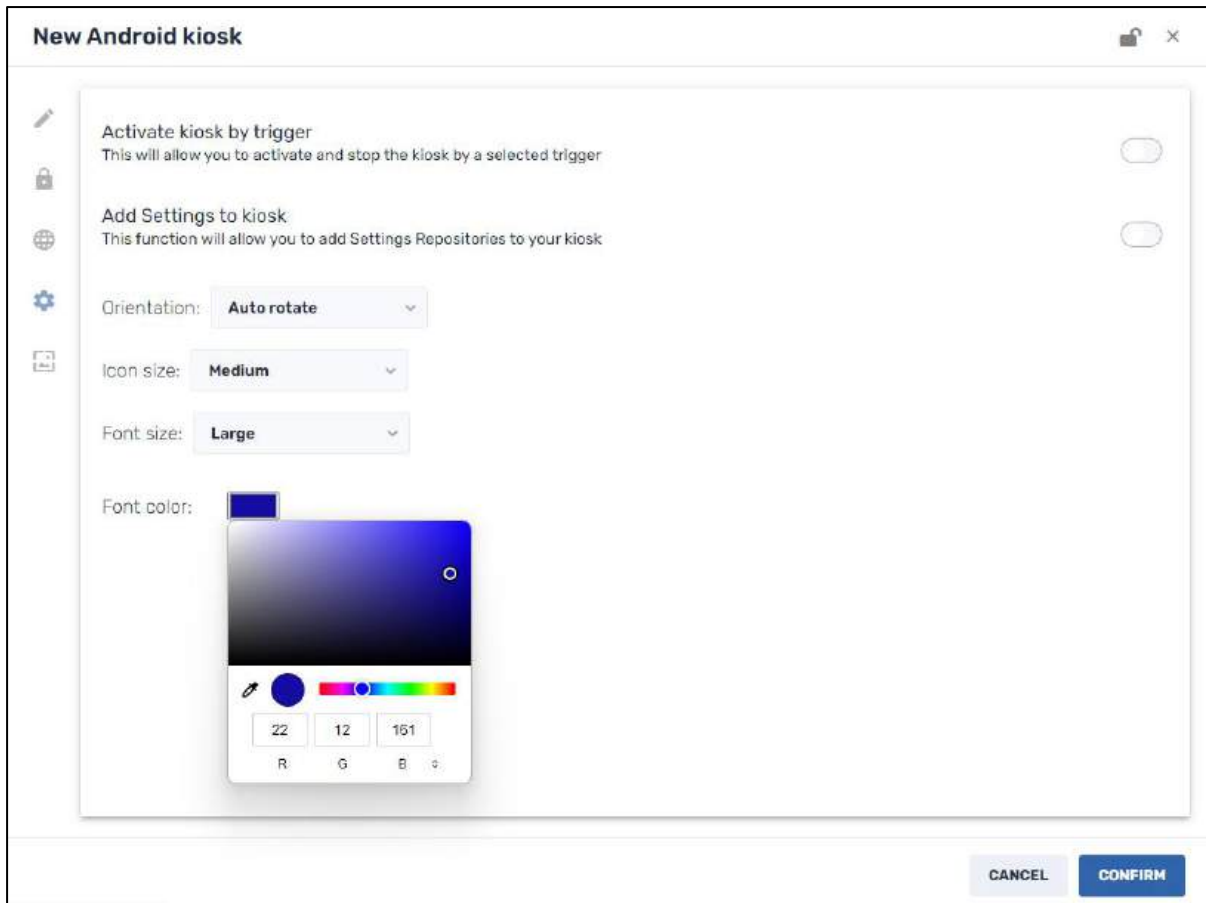 New Android kiosk
Activate kiosk by trigger
This will allow you to activate and stop the kiosk by a selected trigger
Add Settings to kiosk
This function will allow you to add Settings Repositories to your kiosk
Orientation: Auto rotate
Icon size: Medium
Font size: Large
Font color:
22 12 161
R G B
CANCEL CONFIRM